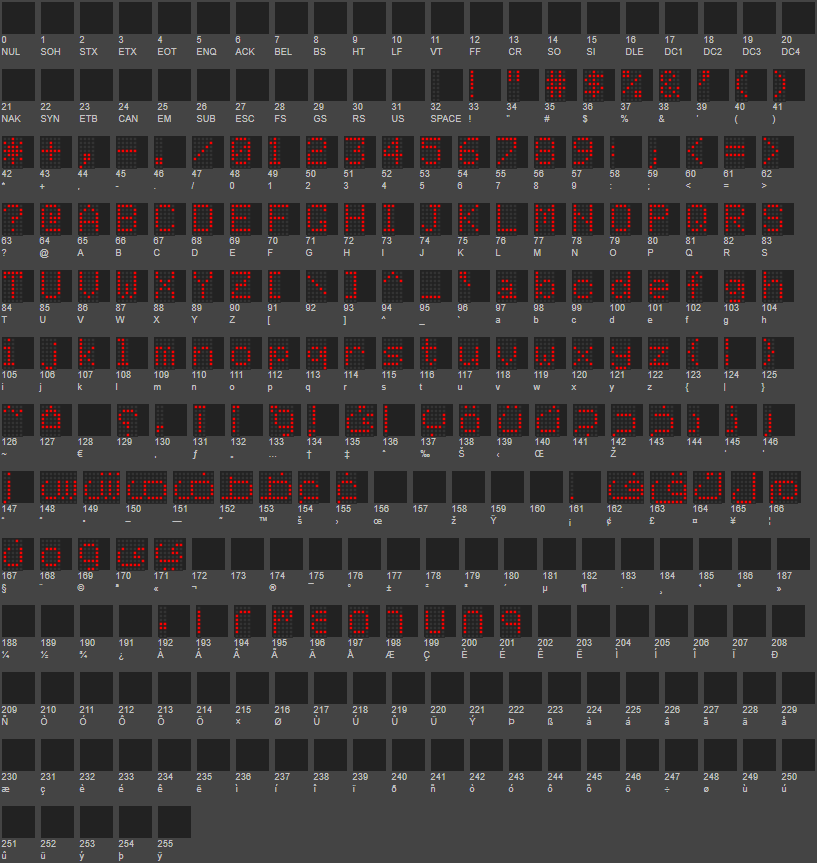 0 1 2 3 4 5 6 7 8 9 10 11 12 13 14 15 16 17 18 19 20
NUL SOH STX ETX EOT ENQ ACK BEL BS HT LF VT FF CR SO SI DLE DC1 DC2 DC3 DC4
! " # $ % & ' ( )
21 22 23 24 25 26 27 28 29 30 31 32 33 34 35 36 37 38 39 40 41
NAK SYN ETB CAN EM SUB ESC FS GS RS US SPACE ! " # $ % & ' ( )
* + , - . / 0 1 2 3 4 5 6 7 8 9 : ; < = >
42 43 44 45 46 47 48 49 50 51 52 53 54 55 56 57 58 59 60 61 62
* + , - . / 0 1 2 3 4 5 6 7 8 9 : ; < = >
? @ A B C D E F G H I J K L M N O P Q R S
63 64 65 66 67 68 69 70 71 72 73 74 75 76 77 78 79 80 81 82 83
? @ A B C D E F G H I J K L M N O P Q R S
T U V W X Y Z [ \ ] ^ _ ` a b c d e f g h
84 85 86 87 88 89 90 91 92 93 94 95 96 97 98 99 100 101 102 103 104
T U V W X Y Z [ \ ] ^ _ ` a b c d e f g h
i j k l m n o p q r s t u v w x y z { | }
105 106 107 108 109 110 111 112 113 114 115 116 117 118 119 120 121 122 123 124 125
i j k l m n o p q r s t u v w x y z { | }
126 127 128 129 130 131 132 133 134 135 136 137 138 139 140 141 142 143 144 145 146
~ € ‚ ƒ „ … † ‡ ˆ ‰ Š ‹ Œ Ž ‘ ’
147 148 149 150 151 152 153 154 155 156 157 158 159 160 161 162 163 164 165 166
“ ” • – — ˜ ™ š › œ ž Ÿ ¡ ¢ £ ¤ ¥ ¦
167 168 169 170 171 172 173 174 175 176 177 178 179 180 181 182 183 184 185 186 187
§ ¨ © ª « ¬ ® ¯ ° ± ² ³ ´ µ ¶ · ¸ ¹ º »
188 189 190 191 192 193 194 195 196 197 198 199 200 201 202 203 204 205 206 207 208
¼ ½ ¾ ¿ À Á Â Ã Ä Å Æ Ç È É Ê Ë Ì Í Î Ï Ð
209 210 211 212 213 214 215 216 217 218 219 220 221 222 223 224 225 226 227 228 229
Ñ Ò Ó Ô Õ Ö × Ø Ù Ú Û Ü Ý Þ ß à á â ã ä å
230 231 232 233 234 235 236 237 238 239 240 241 242 243 244 245 246 247 248 249 250
æ ç è é ê ë ì í î ï ð ñ ò ó ô õ ö ÷ ø ù ú
251 252 253 254 255
û ü ý þ ÿ